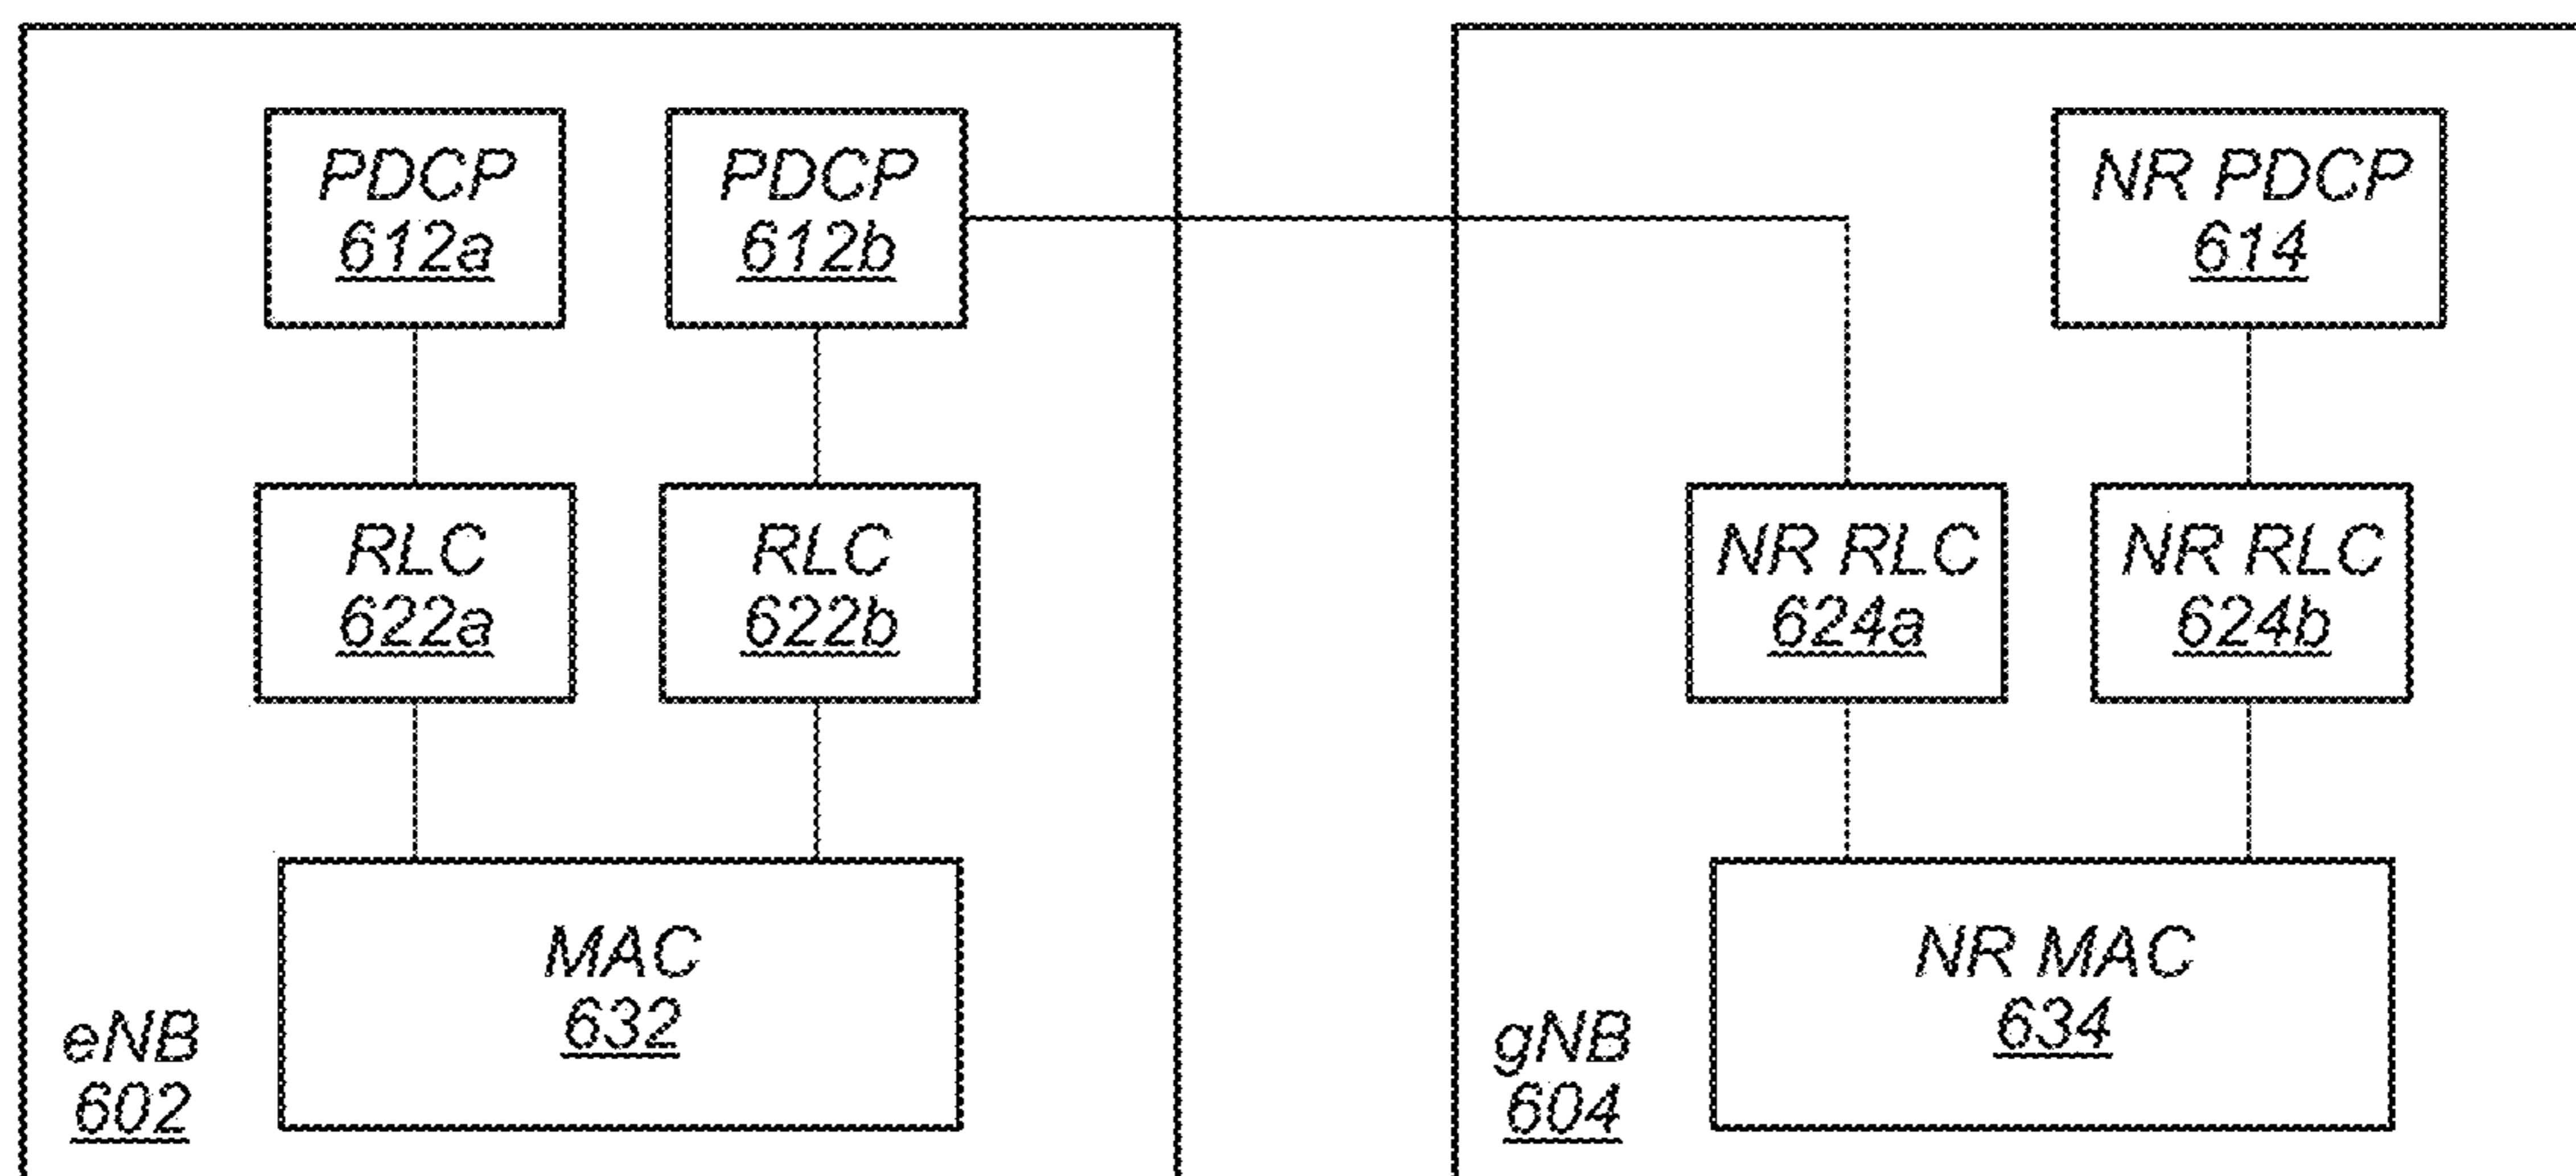 PDCP
612a
PDCP
612b
NR PDCP
614
RLC
622a
RLC
622b
NR RLC
624a
NR RLC
624b
MAC
632
NR MAC
634
eNB
602
gNB
604